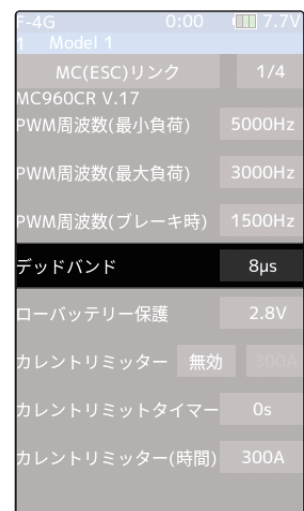 F-4G 0:00 7.7V
1 Model 1
MC(ESC)リンク 1/4
MC960CR V.17
PWM周波数(最小負荷) 5000Hz
PWM周波数(最大負荷) 3000Hz
PWM周波数(ブレーキ時) 1500Hz
デッドバンド 8μs
ローバッテリー保護 2.8V
カレントリミッター 無効 300A
カレントリミットタイマー 0s
カレントリミッター(時間) 300A